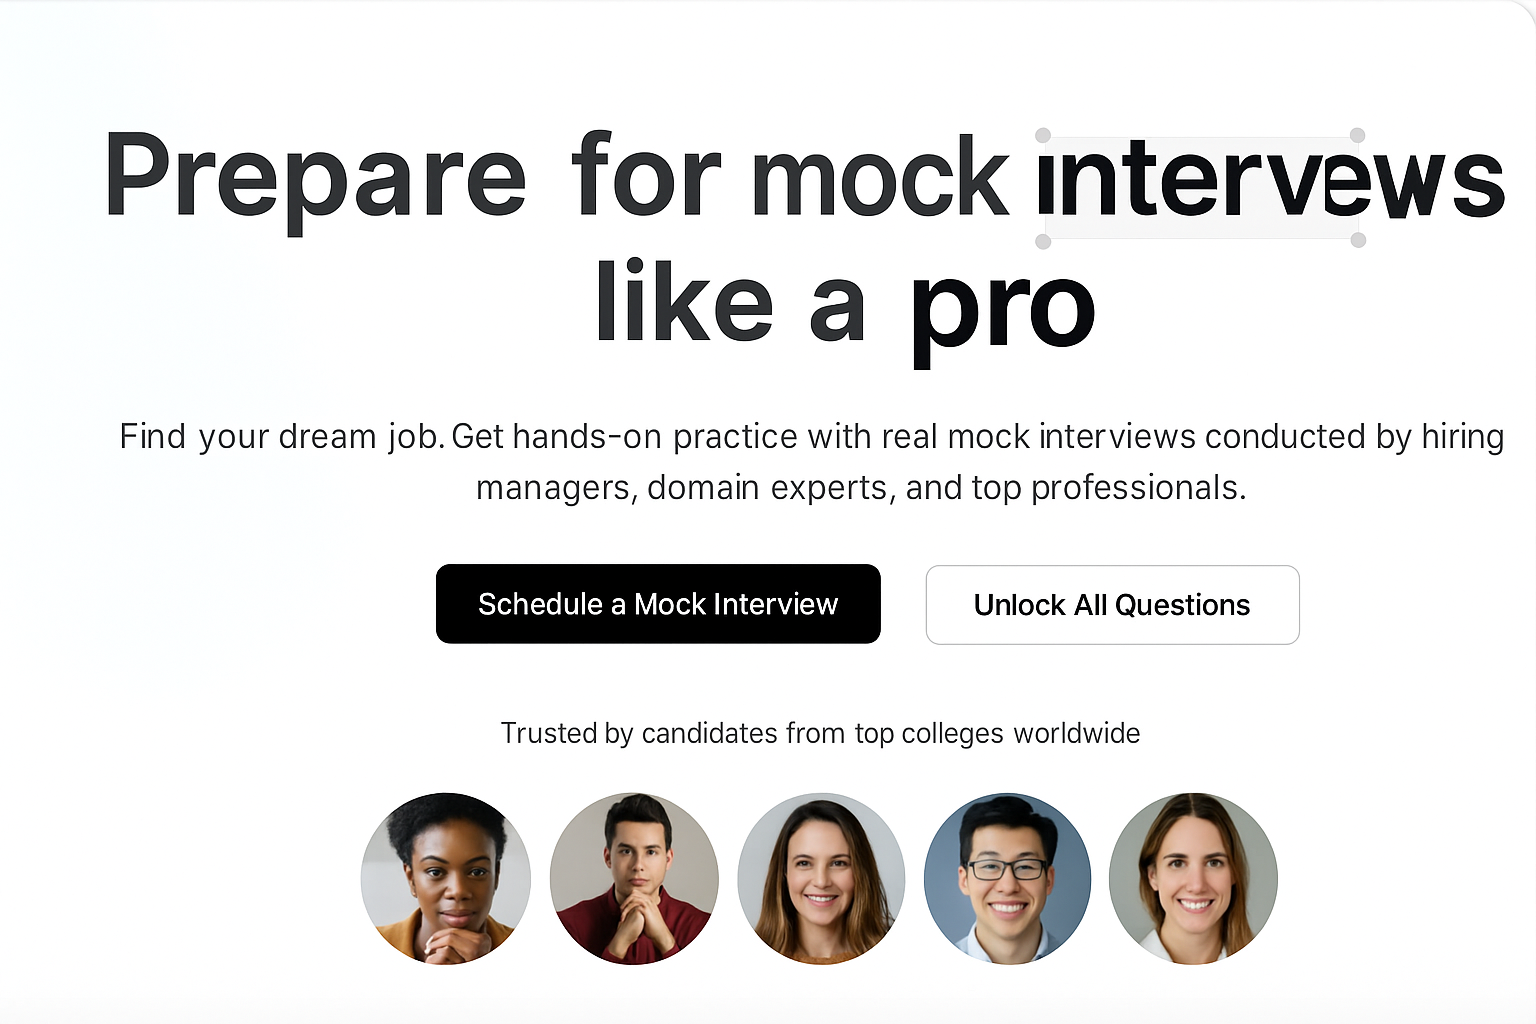 Prepare for mock intervews
like a pro
Find your dream job. Get hands-on practice with real mock interviews conducted by hiring
managers, domain experts, and top professionals.
Schedule a Mock Interview
Unlock All Questions
Trusted by candidates from top colleges worldwide